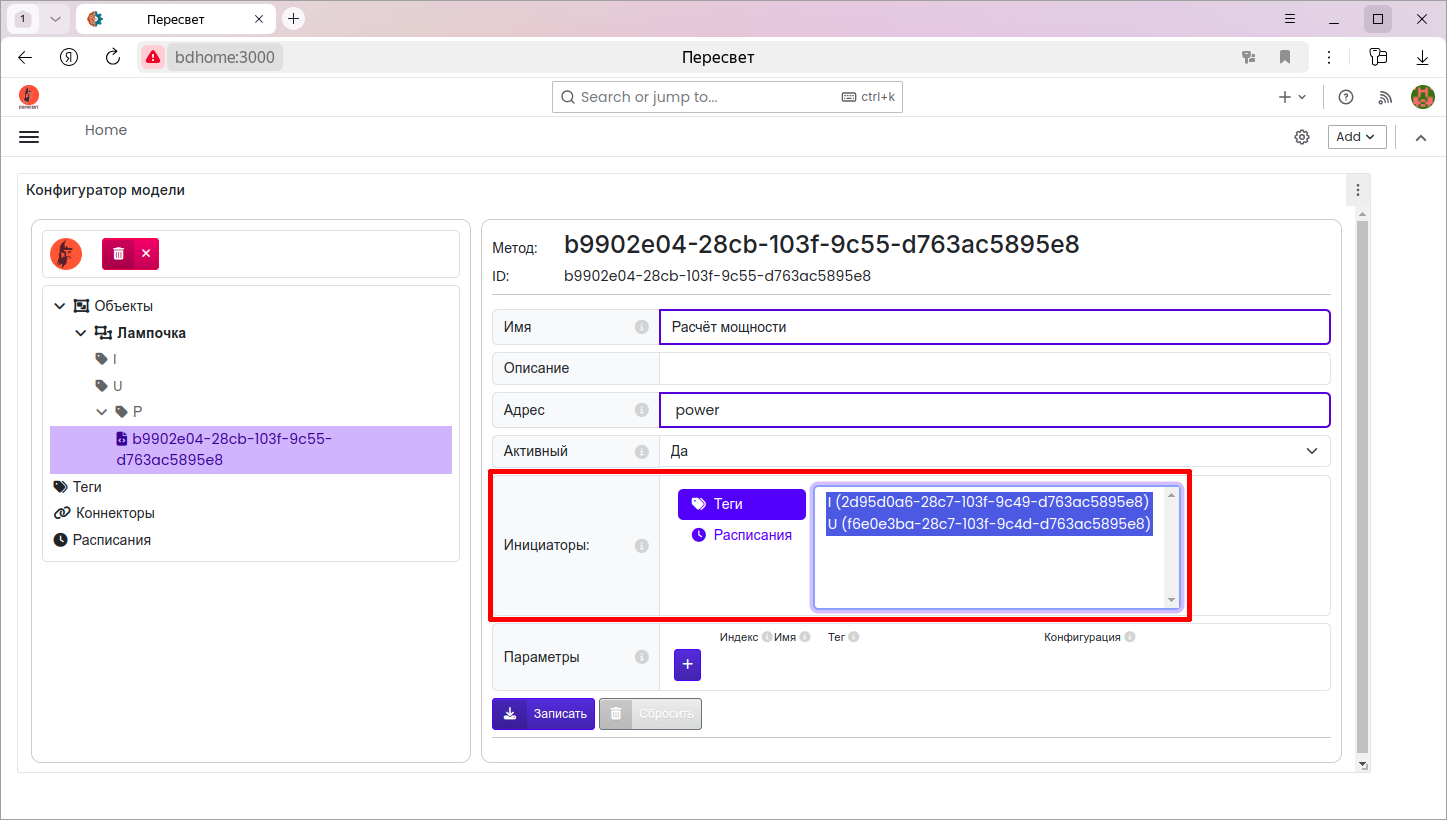 1
Пересвет
bdhome:3000
Пересвет
Search or jump to...
ctrl+k
Home
Add
Конфигуратор модели
Объекты
Лампочка
I
U
P
b9902e04-28cb-103f-9c55-
d763ac5895e8
Теги
Коннекторы
Расписания
Метод: b9902e04-28cb-103f-9c55-d763ac5895e8
ID: b9902e04-28cb-103f-9c55-d763ac5895e8
Имя Расчёт мощности
Описание
Адрес power
Активный Да
Инициаторы:
Теги
Расписания
I (2d95d0a6-28c7-103f-9c49-d763ac5895e8)
U (f6e0e3ba-28c7-103f-9c4d-d763ac5895e8)
Параметры
Индекс Имя Тег Конфигурация
+
Записать Сбросить